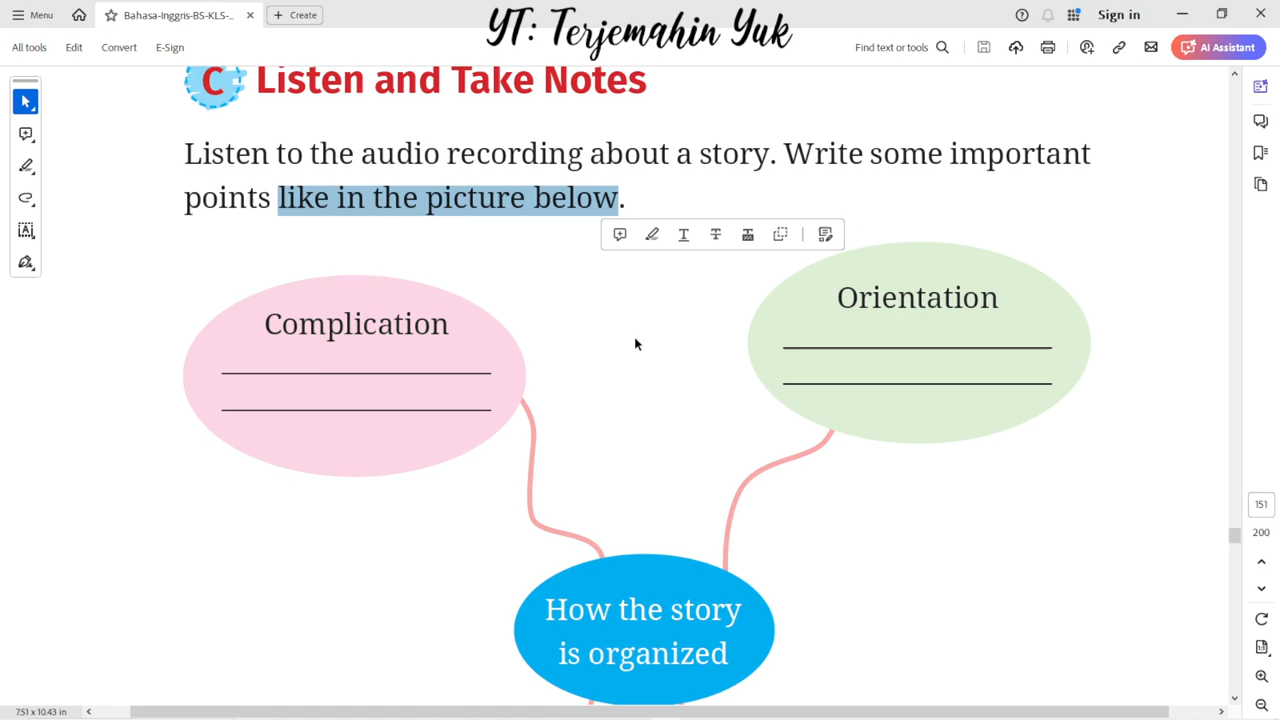 Menu
Bahasa-Inggris-BS-KLS-...
Create
YT: Terjemahin Yuk
Sign in
All tools
Edit
Convert
E-Sign
Find text or tools
AI Assistant
C Listen and Take Notes
Listen to the audio recording about a story. Write some important
points like in the picture below.
Complication
Orientation
How the story
is organized
151
200
7.51 x 10.43 in